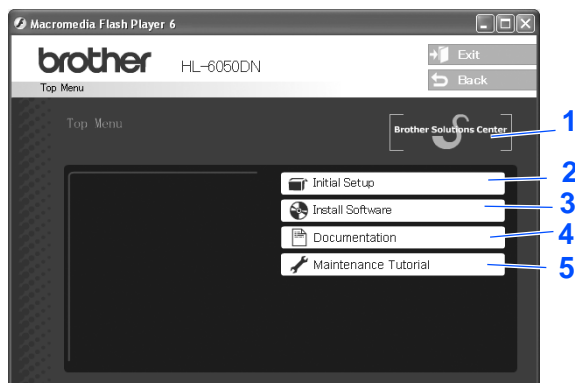 Macromedia Flash Player 6
brother HL-6050DN
Exit
Back
Top Menu
Top Menu
Brother Solutions Center
1
Initial Setup
2
Install Software
3
Documentation
4
Maintenance Tutorial
5